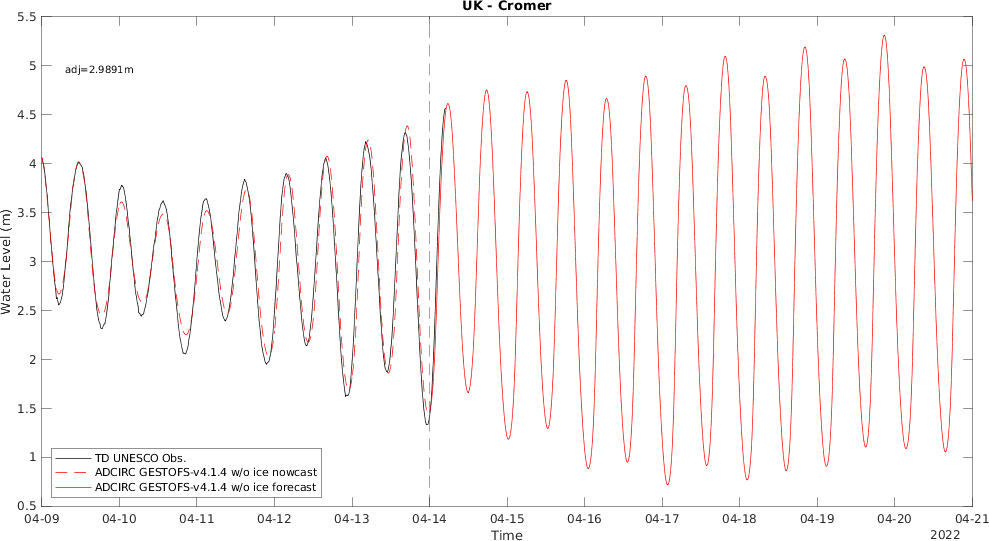 UK - Cromer
5.5
5
4.5
4
3.5
3
2.5
2
1.5
1
0.5
Water Level (m)
adj=2.9891m
TD UNESCO Obs.
ADCIRC GESTOFS-v4.1.4 w/o ice nowcast
ADCIRC GESTOFS-v4.1.4 w/o ice forecast
04-09 04-10 04-11 04-12 04-13 04-14 04-15 04-16 04-17 04-18 04-19 04-20 04-21
Time
2022